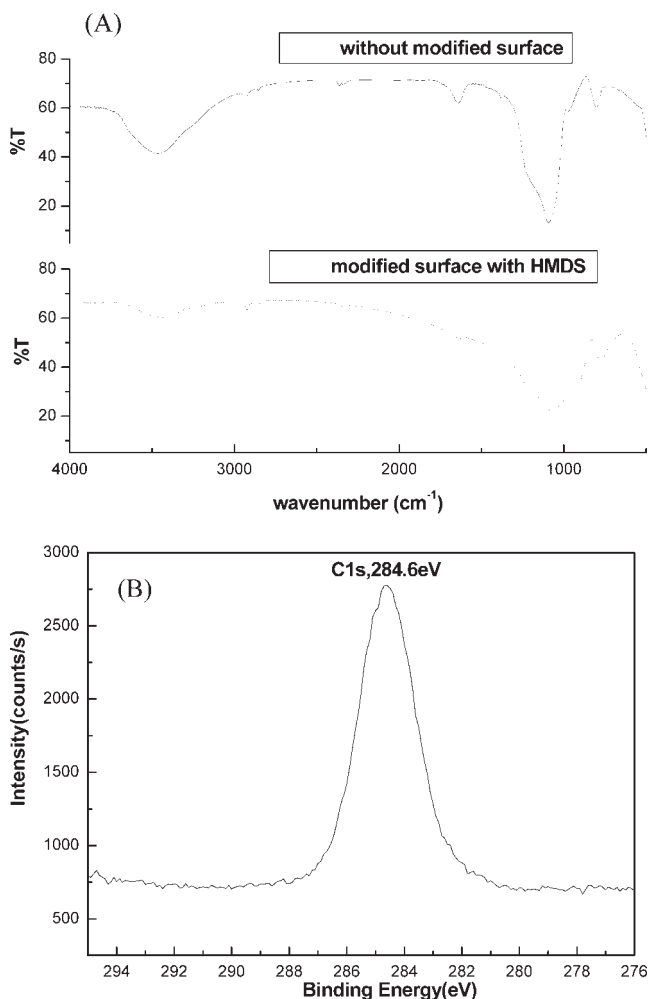 (A)
without modified surface
80
60
40
20
%T
modified surface with HMDS
80
60
40
20
%T
4000 3000 2000 1000
wavenumber (cm⁻¹)
(B)
C1s,284.6eV
3000
2500
2000
1500
1000
500
Intensity(counts/s)
294 292 290 288 286 284 282 280 278 276
Binding Energy(eV)